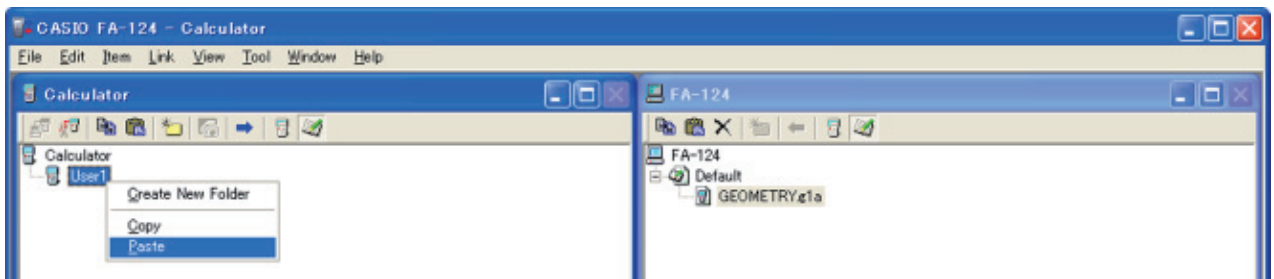 CASIO FA-124 - Calculator
File Edit Item Link View Tool Window Help
Calculator
Calculator
User1
Create New Folder
Copy
Paste
FA-124
FA-124
Default
GEOMETRY.g1a